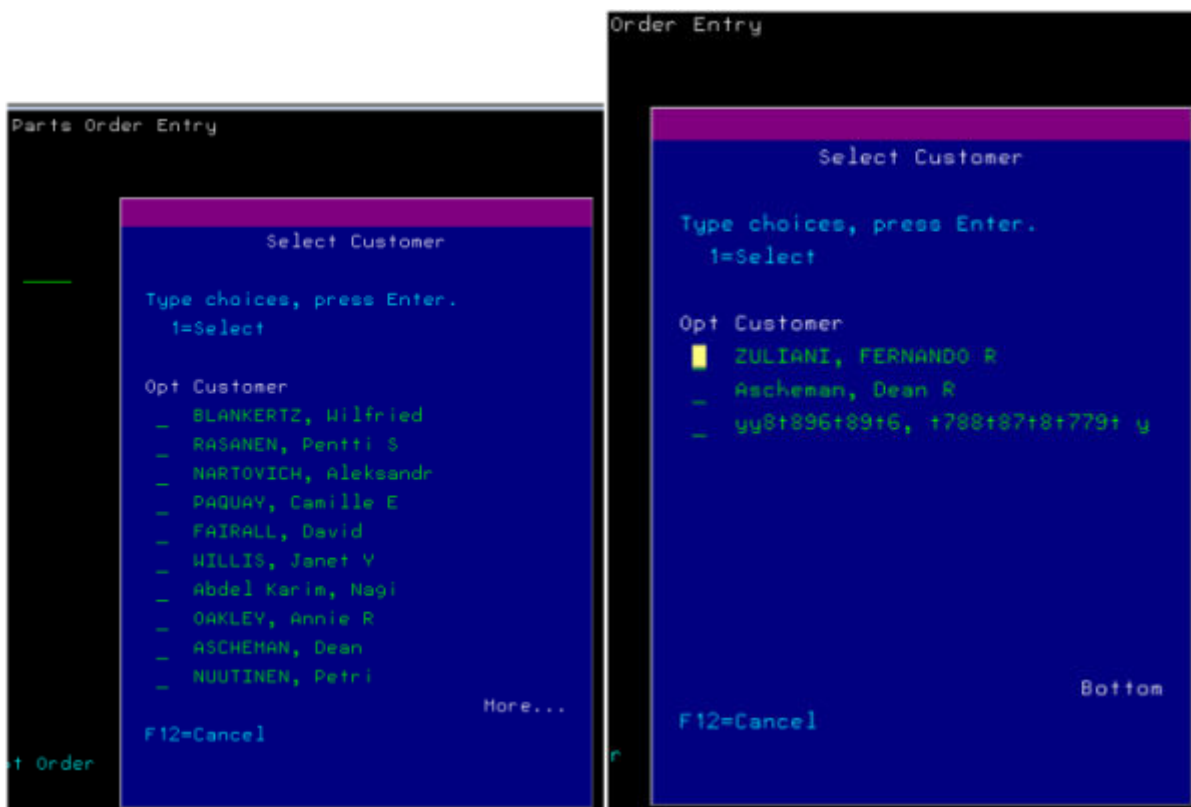 Parts Order Entry
Select Customer
Type choices, press Enter.
1=Select
Opt Customer
_ BLANKERTZ, Wilfried
_ RASANEN, Pentti S
_ NARTOVICH, Aleksandr
_ PAQUAY, Camille E
_ FAIRALL, David
_ WILLIS, Janet Y
_ Abdel Karim, Nagi
_ OAKLEY, Annie R
_ ASCHEMAN, Dean
_ NUUTINEN, Petri
More...
F12=Cancel
t Order
Order Entry
Select Customer
Type choices, press Enter.
1=Select
Opt Customer
ZULIANI, FERNANDO R
_ Ascheman, Dean R
_ yy8t896t89t6, t788t87t8t779t y
Bottom
F12=Cancel
r